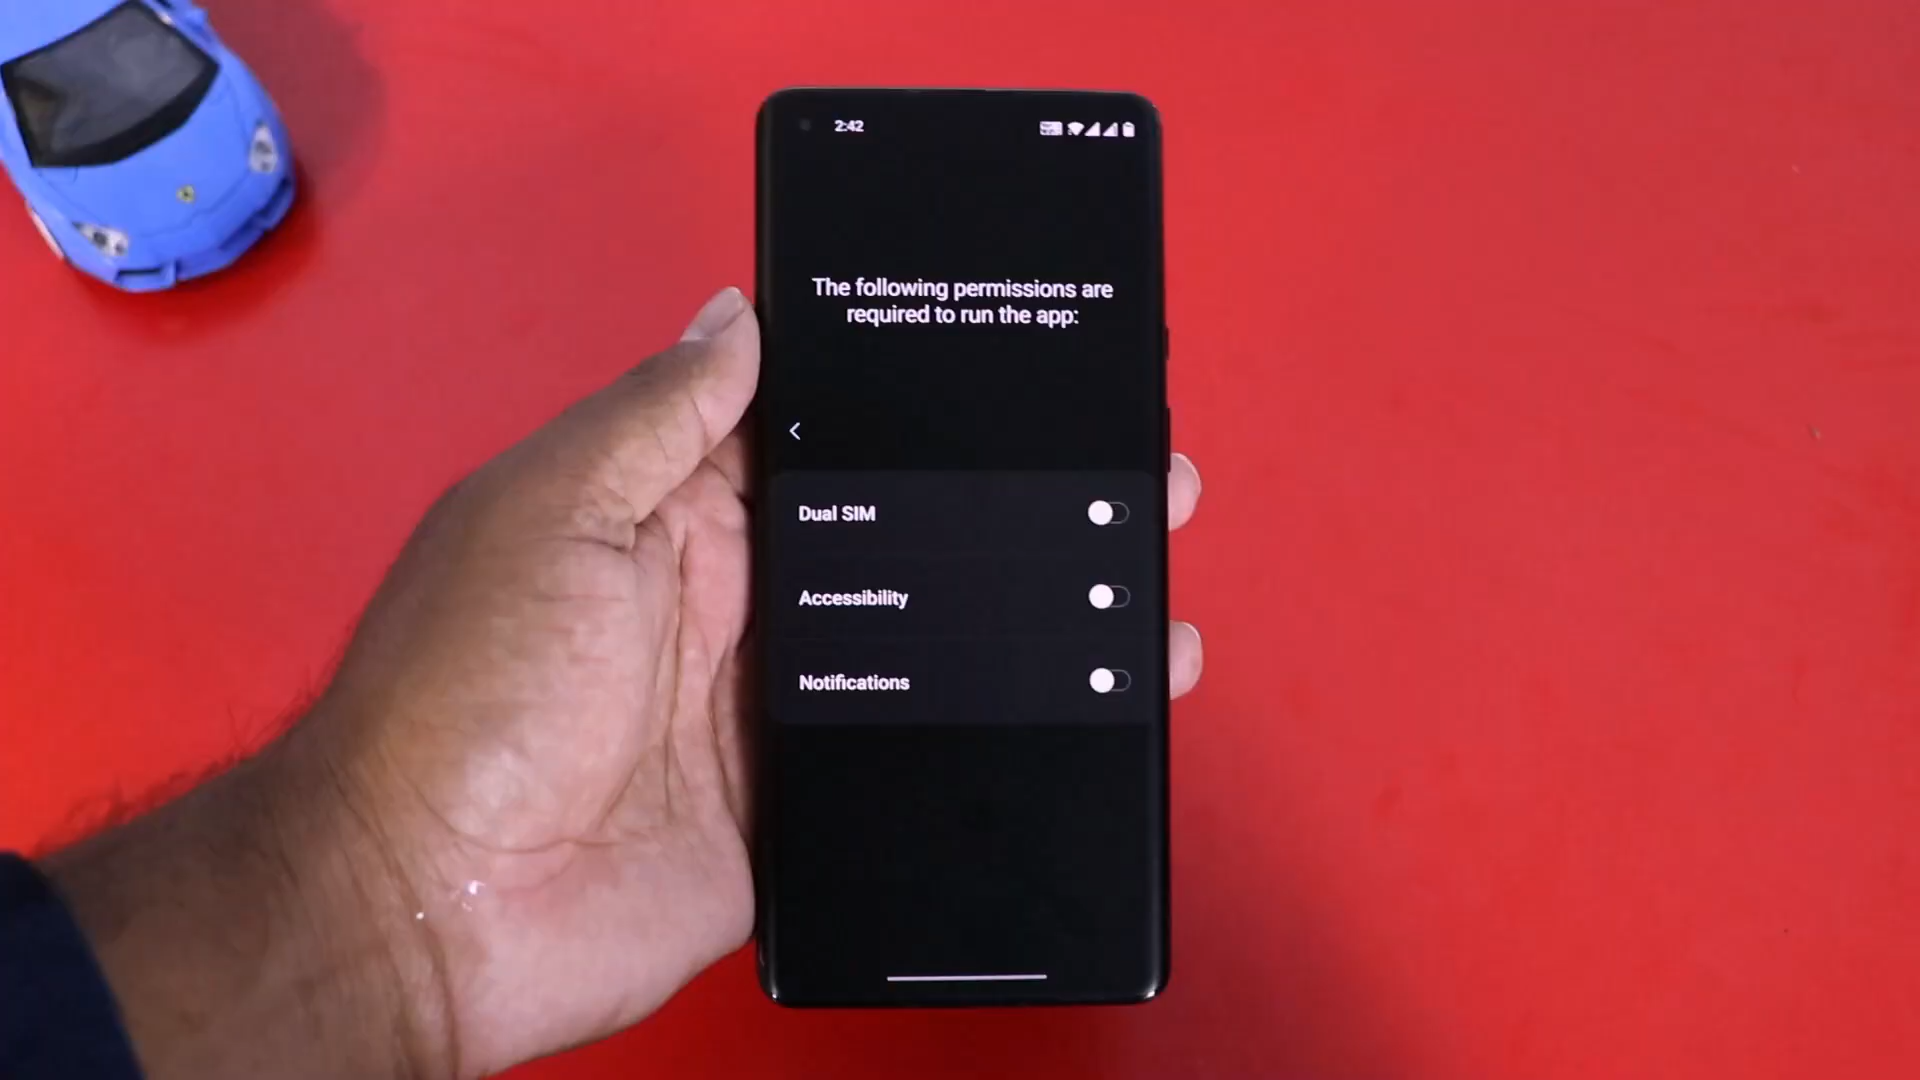 2:42
The following permissions are
required to run the app:
Dual SIM
Accessibility
Notifications